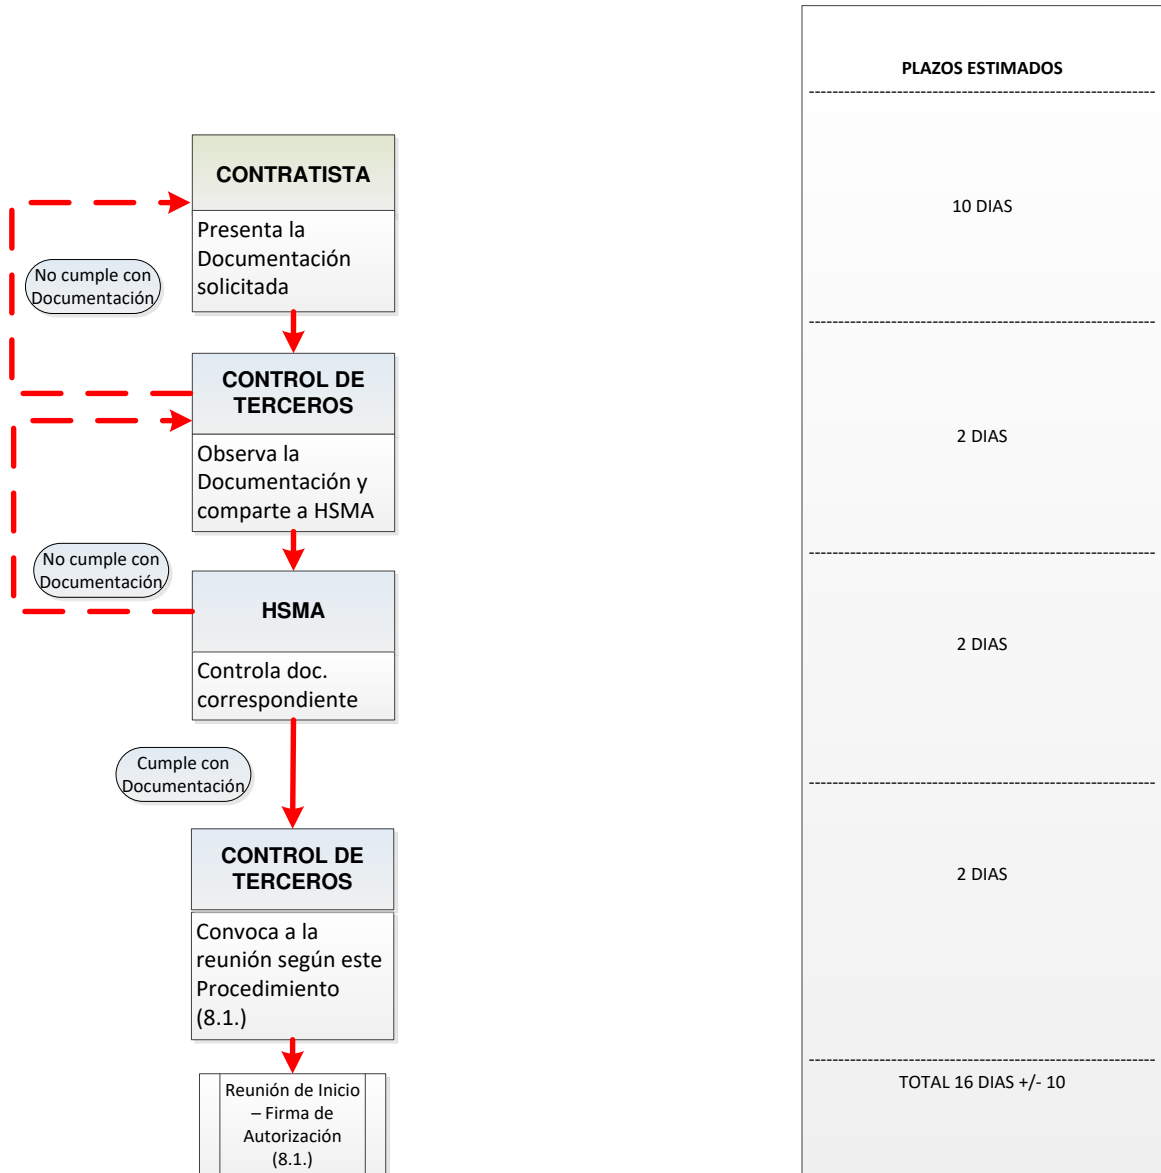 PLAZOS ESTIMADOS
CONTRATISTA
Presenta la
Documentación
solicitada
10 DIAS
No cumple con
Documentación
CONTROL DE
TERCEROS
Observa la
Documentación y
comparte a HSMA
2 DIAS
No cumple con
Documentación
HSMA
Controla doc.
correspondiente
2 DIAS
Cumple con
Documentación
CONTROL DE
TERCEROS
Convoca a la
reunión según este
Procedimiento
(8.1.)
2 DIAS
Reunión de Inicio
– Firma de
Autorización
(8.1.)
TOTAL 16 DIAS +/- 10